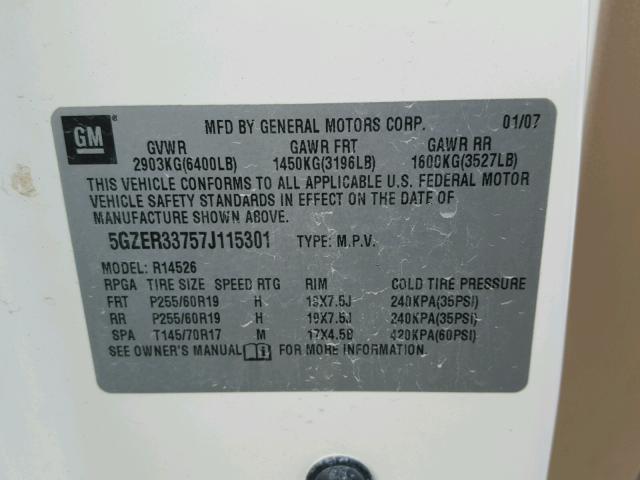 GM ®
MFD BY GENERAL MOTORS CORP. 01/07
GVWR GAWR FRT GAWR RR
2903KG(6400LB) 1450KG(3196LB) 1600KG(3527LB)
THIS VEHICLE CONFORMS TO ALL APPLICABLE U.S. FEDERAL MOTOR
VEHICLE SAFETY STANDARDS IN EFFECT ON THE DATE OF
MANUFACTURE SHOWN ABOVE.
5GZER33757J115301 TYPE: M.P.V.
MODEL: R14526
RPGA TIRE SIZE SPEED RTG RIM COLD TIRE PRESSURE
FRT P255/60R19 H 19X7.5J 240KPA(35PSI)
RR P255/60R19 H 19X7.5J 240KPA(35PSI)
SPA T145/70R17 M 17X4.5B 420KPA(60PSI)
SEE OWNER'S MANUAL FOR MORE INFORMATION.